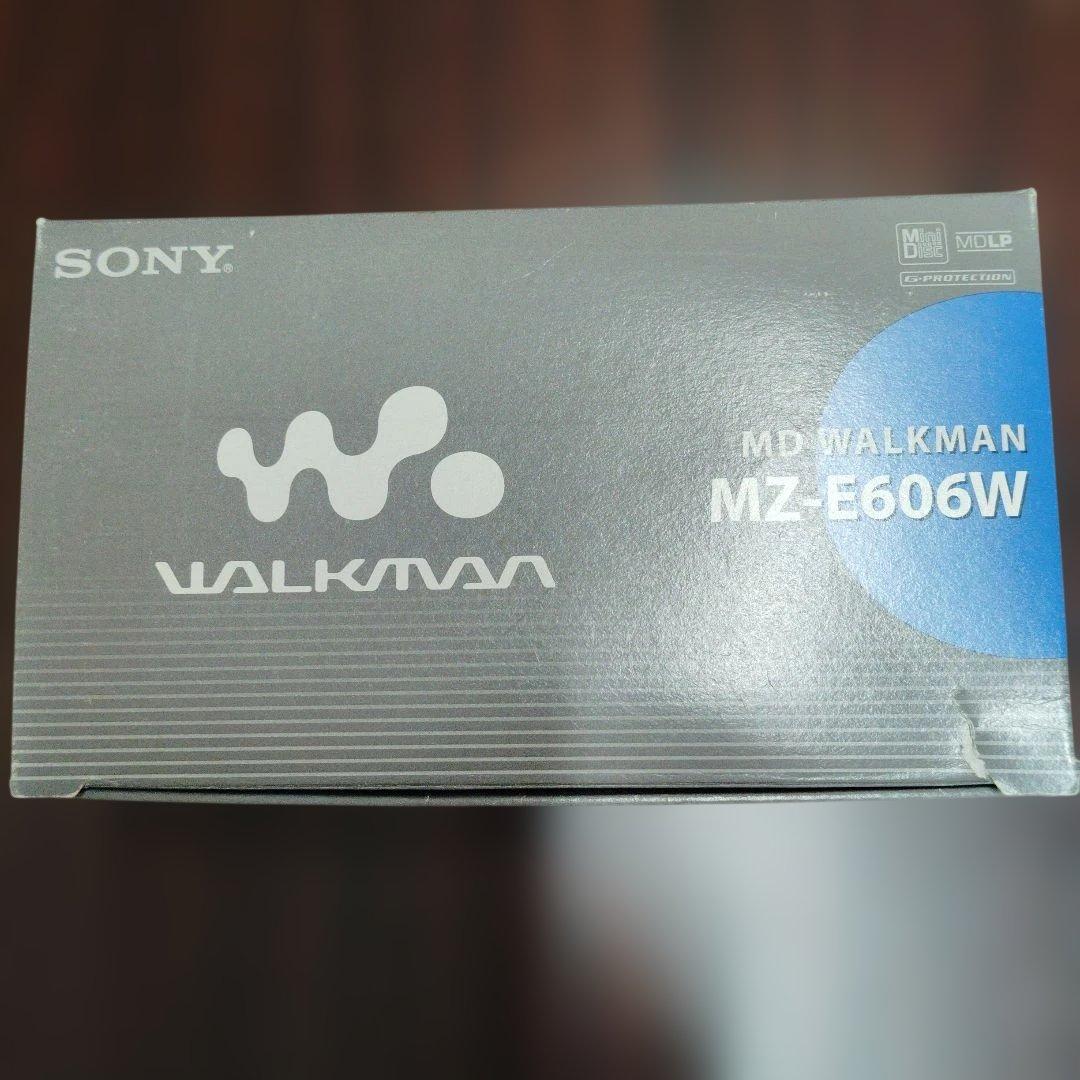 SONY®
Mini Disc
MDLP
G-PROTECTION
W.
WALKMAN
MD WALKMAN
MZ-E606W